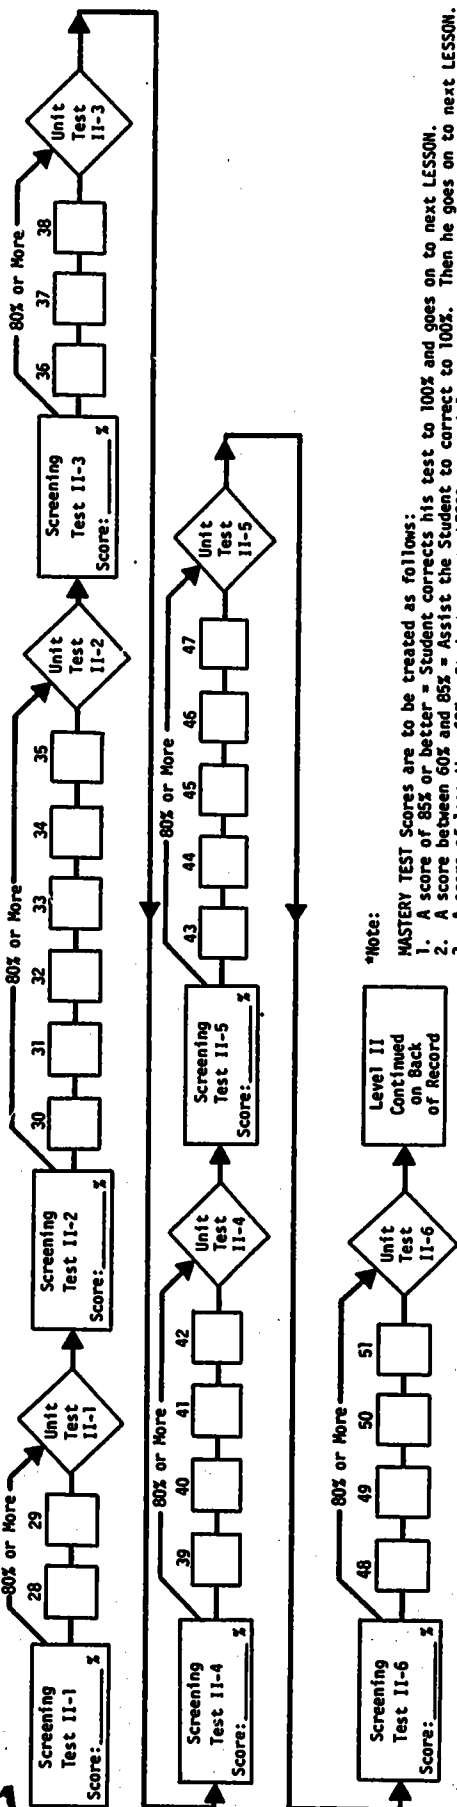 Screening
Test II-1
Score: ______ %
80% or More
28
29
Unit
Test
II-1
Screening
Test II-2
Score: ______ %
80% or More
30
31
32
33
34
35
Unit
Test
II-2
Screening
Test II-3
Score: ______ %
80% or More
36
37
38
Unit
Test
II-3
Screening
Test II-4
Score: ______ %
80% or More
39
40
41
42
Unit
Test
II-4
Screening
Test II-5
Score: ______ %
80% or More
43
44
45
46
47
Unit
Test
II-5
Screening
Test II-6
Score: ______ %
80% or More
48
49
50
51
Unit
Test
II-6
Level II
Continued
on Back
of Record
*Note:
MASTERY TEST Scores are to be treated as follows:
1. A score of 85% or better = Student corrects his test to 100% and goes on to next LESSON.
2. A score between 60% and 85% = Assist the Student to correct to 100%. Then he goes on to next LESSON.